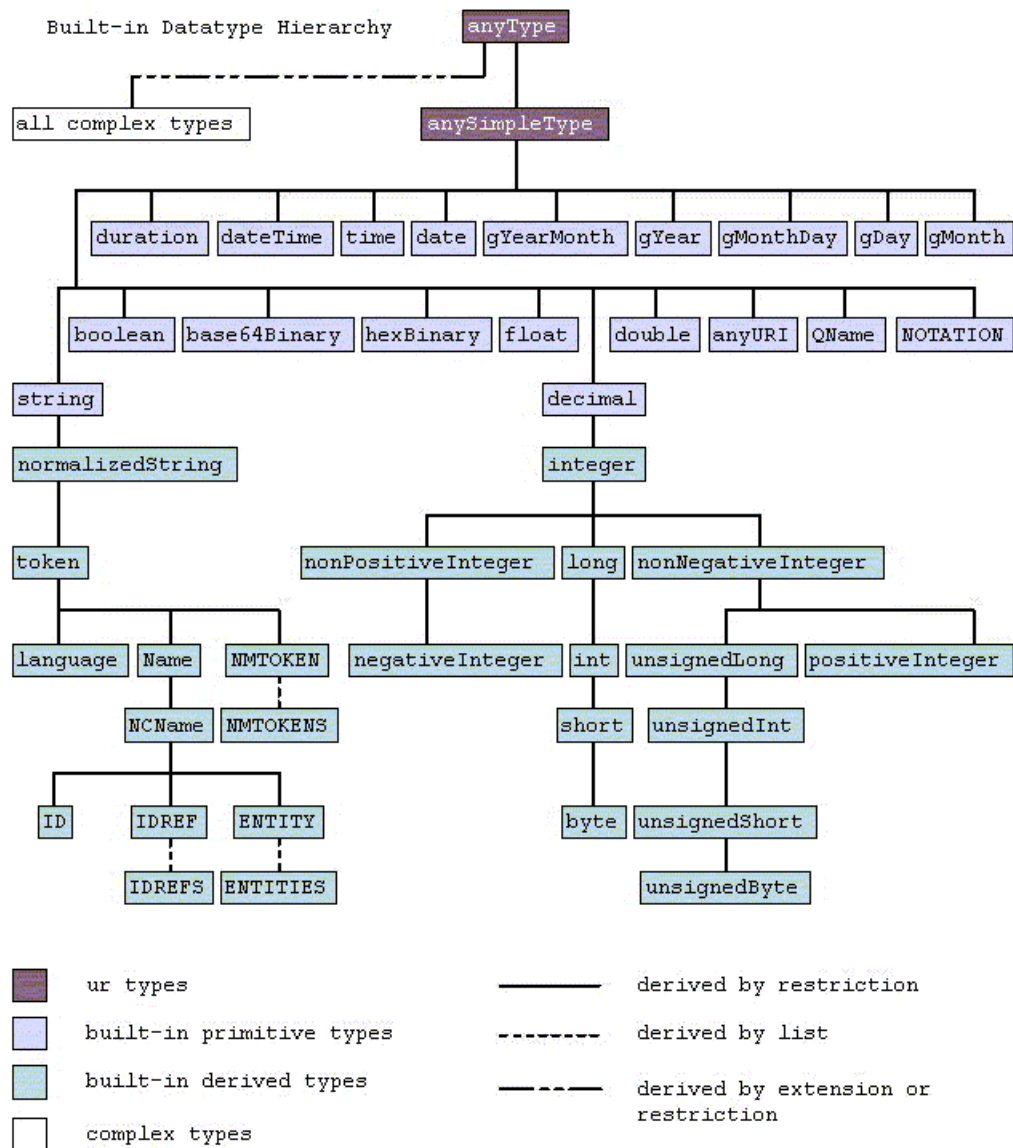 Built-in Datatype Hierarchy anyType
all complex types anySimpleType
duration dateTime time date gYearMonth gYear gMonthDay gDay gMonth
boolean base64Binary hexBinary float double anyURI QName NOTATION
string decimal
normalizedString integer
token nonPositiveInteger long nonNegativeInteger
language Name NMTOKEN negativeInteger int unsignedLong positiveInteger
NCName NMTOKENS short unsignedInt
ID IDREF ENTITY byte unsignedShort
IDREFS ENTITIES unsignedByte
ur types derived by restriction
built-in primitive types derived by list
built-in derived types derived by extension or
restriction
complex types